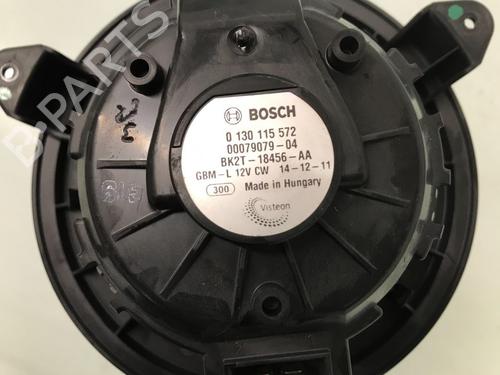 B-PARTS
BOSCH
0 130 115 572
00079079-04
BK2T-18456-AA
GBM-L 12V CW 14-12-11
300 Made in Hungary
Visteon